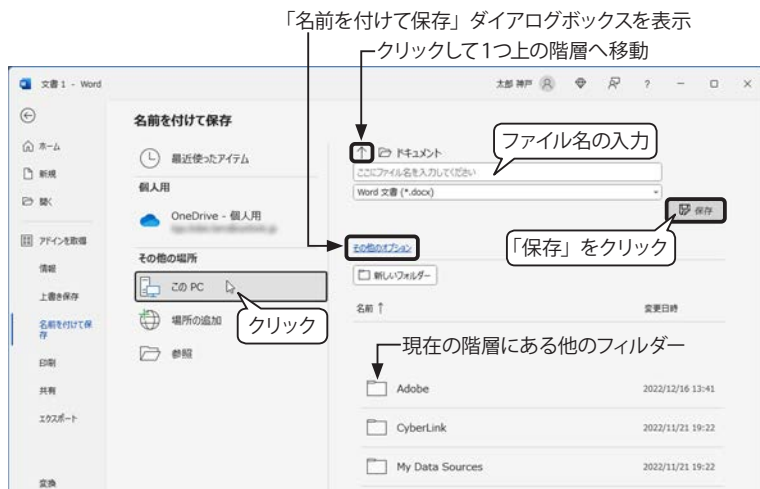 「名前を付けて保存」ダイアログボックスを表示
クリックして1つ上の階層へ移動
文書 1 - Word
太郎 神戸
?
名前を付けて保存
ホーム
新規
開く
アドインを取得
情報
上書き保存
名前を付けて保
存
印刷
共有
エクスポート
変換
最近使ったアイテム
個人用
OneDrive - 個人用
その他の場所
この PC
クリック
場所の追加
参照
↑ ドキュメント
ファイル名の入力
ここにファイル名を入力してください
Word 文書 (*.docx)
保存
「保存」をクリック
その他のオプション
新しいフォルダー
名前 ↑
変更日時
現在の階層にある他のフィルダー
Adobe
2022/12/16 13:41
CyberLink
2022/11/21 19:22
My Data Sources
2022/11/21 19:22